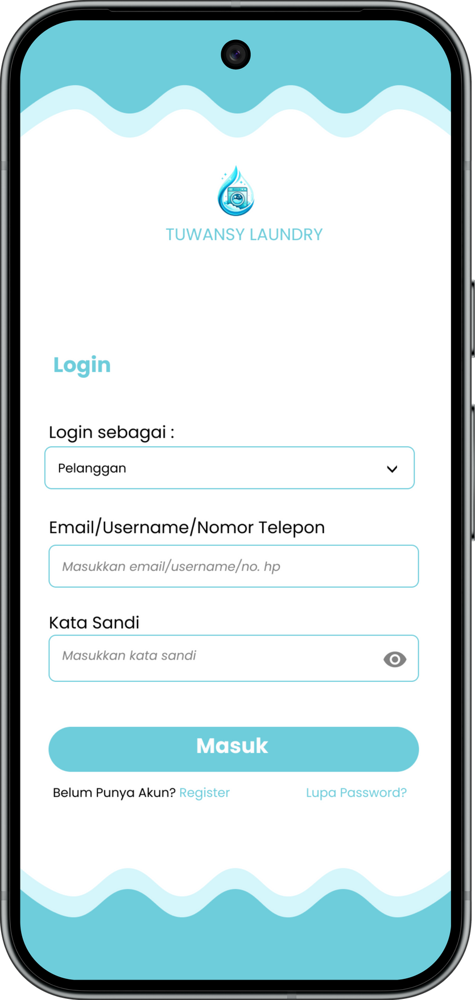 TUWANSY LAUNDRY
Login
Login sebagai :
Pelanggan
Email/Username/Nomor Telepon
Masukkan email/username/no. hp
Kata Sandi
Masukkan kata sandi
Masuk
Belum Punya Akun? Register Lupa Password?